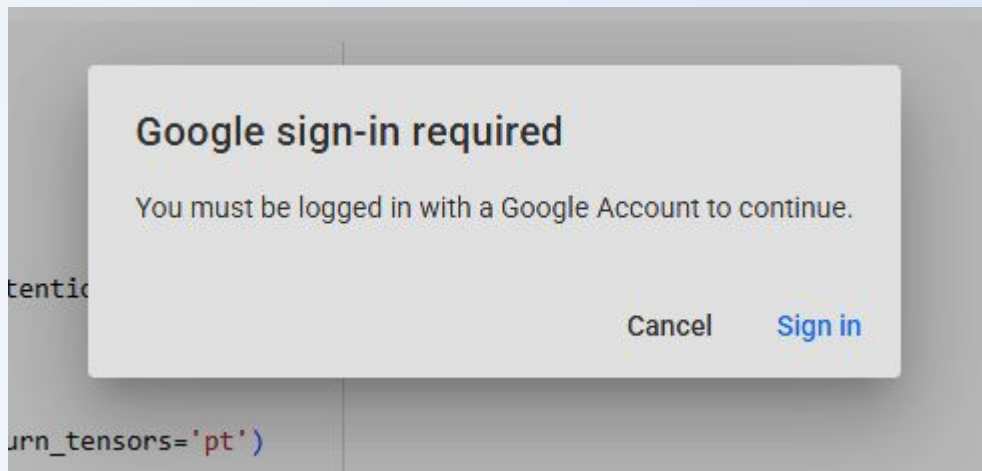 Google sign-in required
You must be logged in with a Google Account to continue.
tentic
Cancel Sign in
urn_tensors='pt')